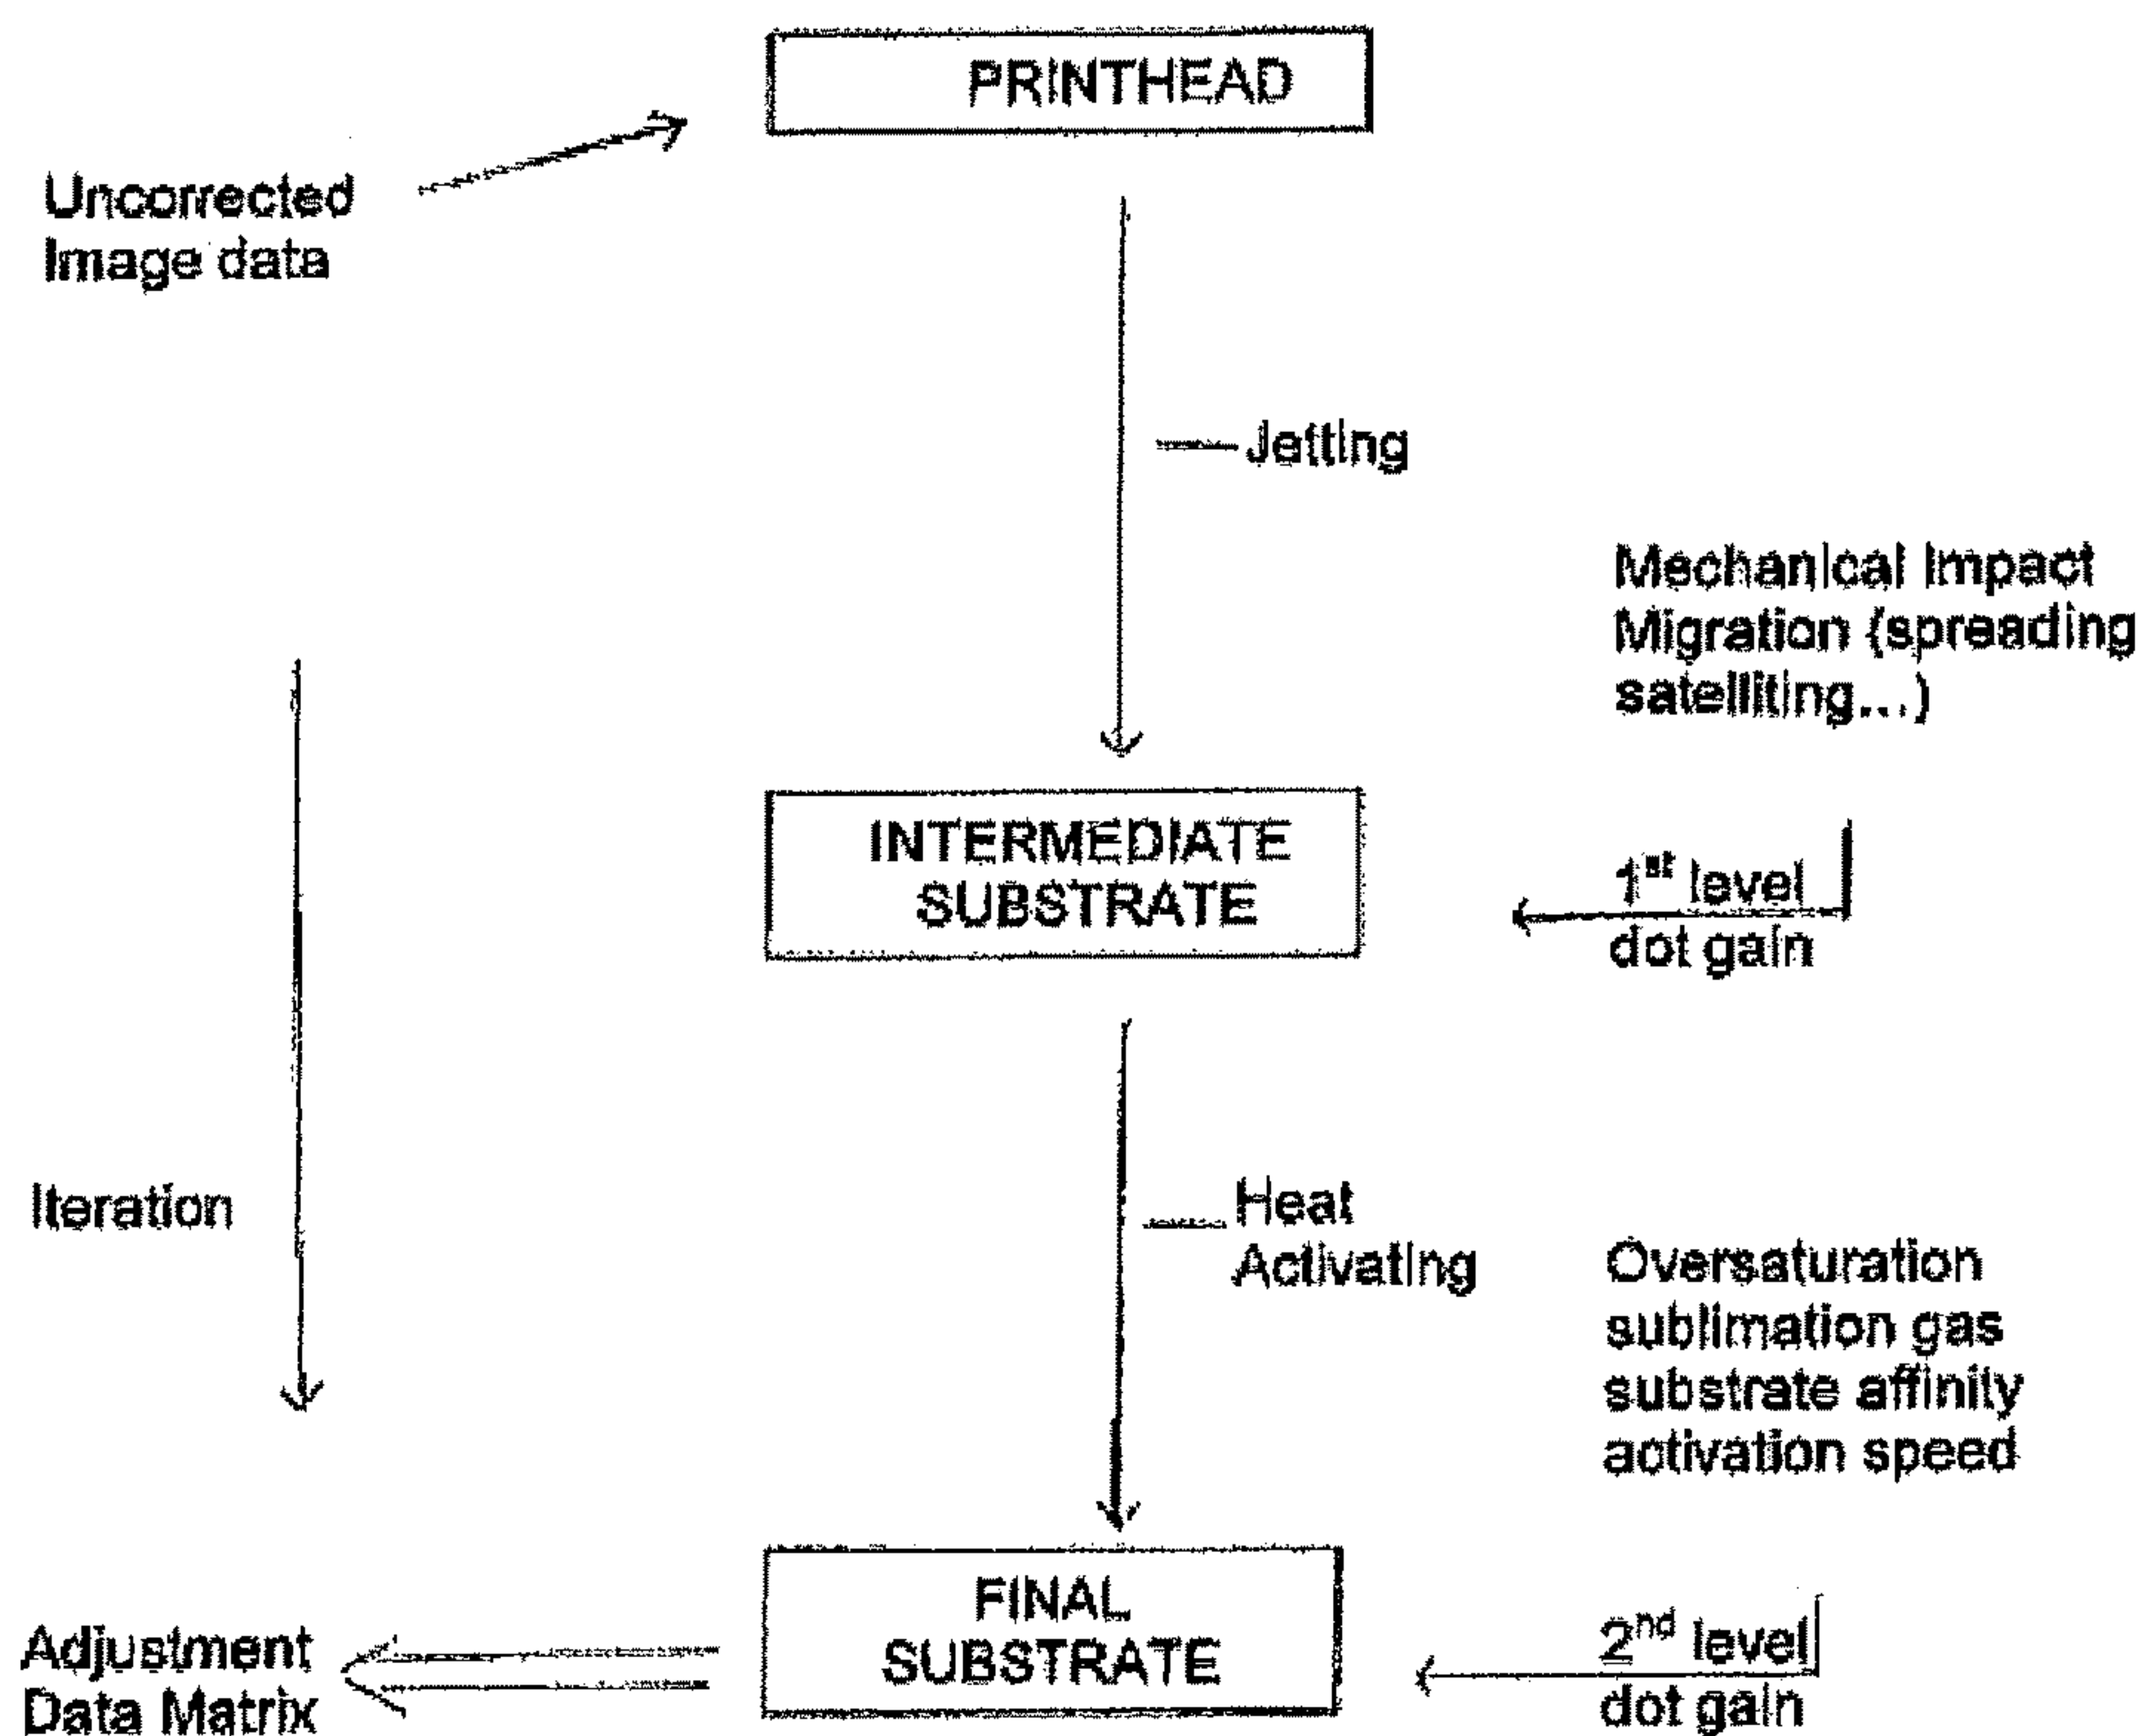 PRINTHEAD
Uncorrected
Image data
Jetting
Mechanical Impact
Migration (spreading
satelliting...)
INTERMEDIATE
SUBSTRATE
1st level
dot gain
Iteration
Heat
Activating
Oversaturation
sublimation gas
substrate affinity
activation speed
FINAL
SUBSTRATE
2nd level
dot gain
Adjustment
Data Matrix